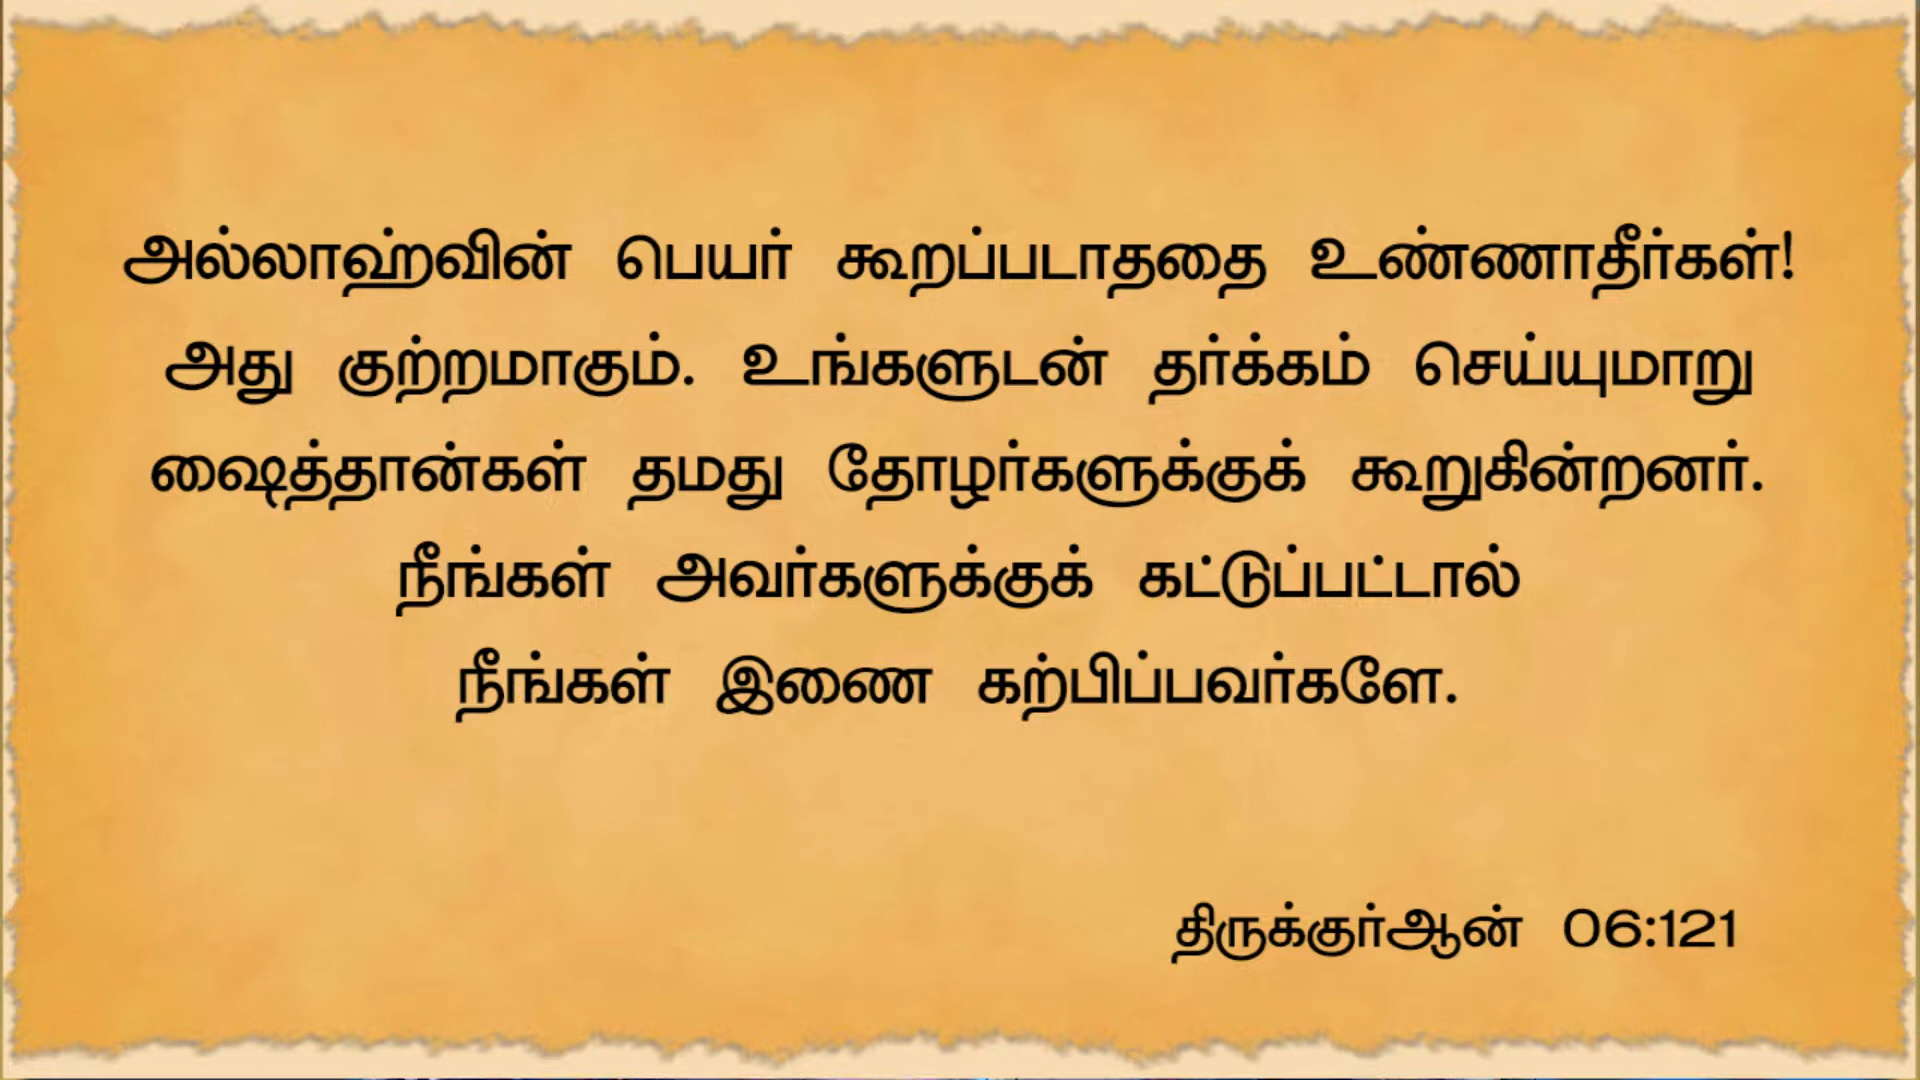 அல்லாஹ்வின் பெயர் கூறப்படாததை உண்ணாதீர்கள்!
அது குற்றமாகும். உங்களுடன் தர்க்கம் செய்யுமாறு
ஷைத்தான்கள் தமது தோழர்களுக்குக் கூறுகின்றனர்.
நீங்கள் அவர்களுக்குக் கட்டுப்பட்டால்
நீங்கள் இணை கற்பிப்பவர்களே.
திருக்குர்ஆன் 06:121